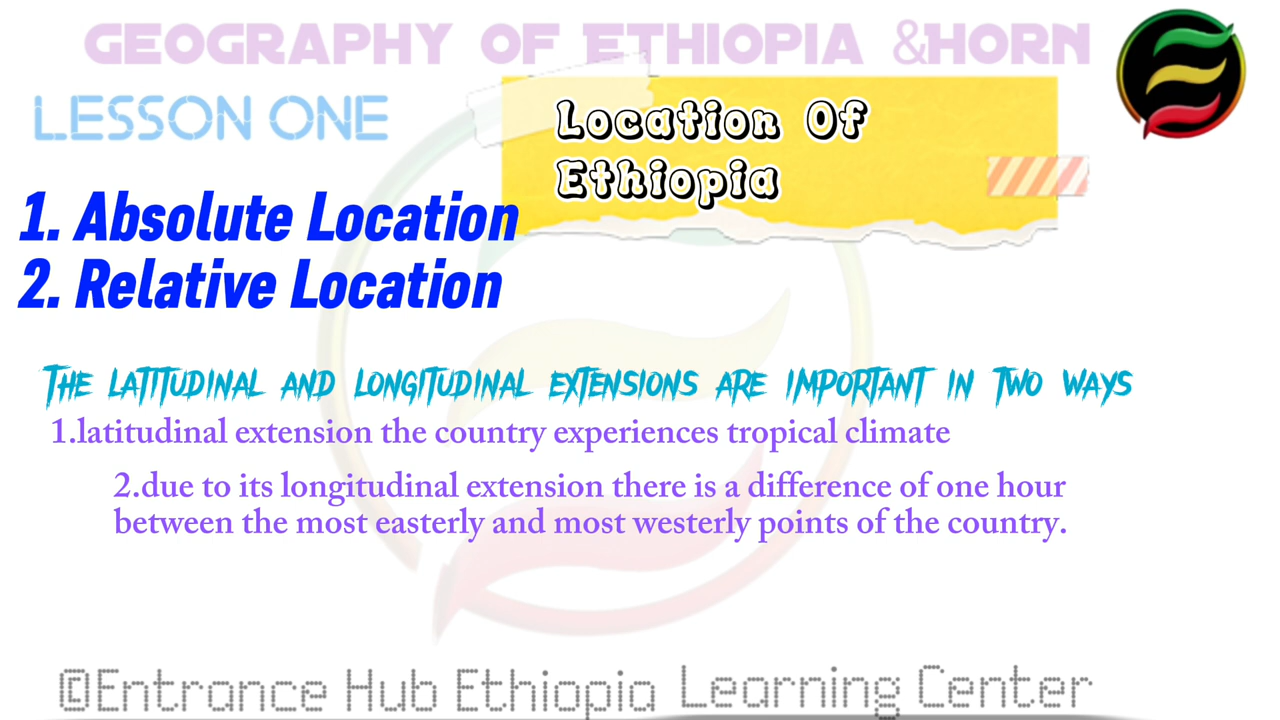 GEOGRAPHY OF ETHIOPIA &HORN
LESSON ONE
Location Of
Ethiopia
1. Absolute Location
2. Relative Location
THE LATITUDINAL AND LONGITUDINAL EXTENSIONS ARE IMPORTANT IN TWO WAYS
1.latitudinal extension the country experiences tropical climate
2.due to its longitudinal extension there is a difference of one hour
between the most easterly and most westerly points of the country.
©Entrance Hub Ethiopia Learning Center